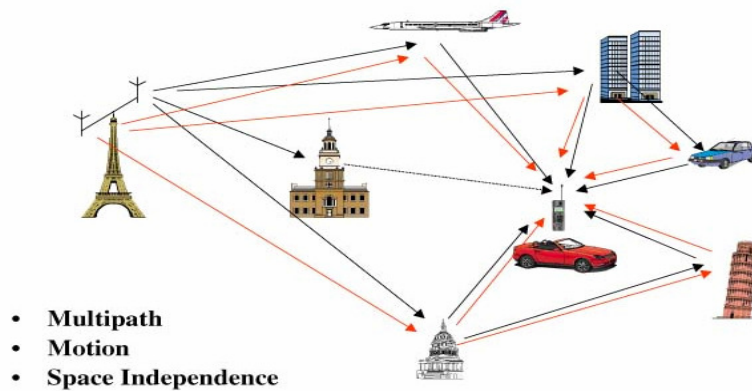 • Multipath
• Motion
• Space Independence